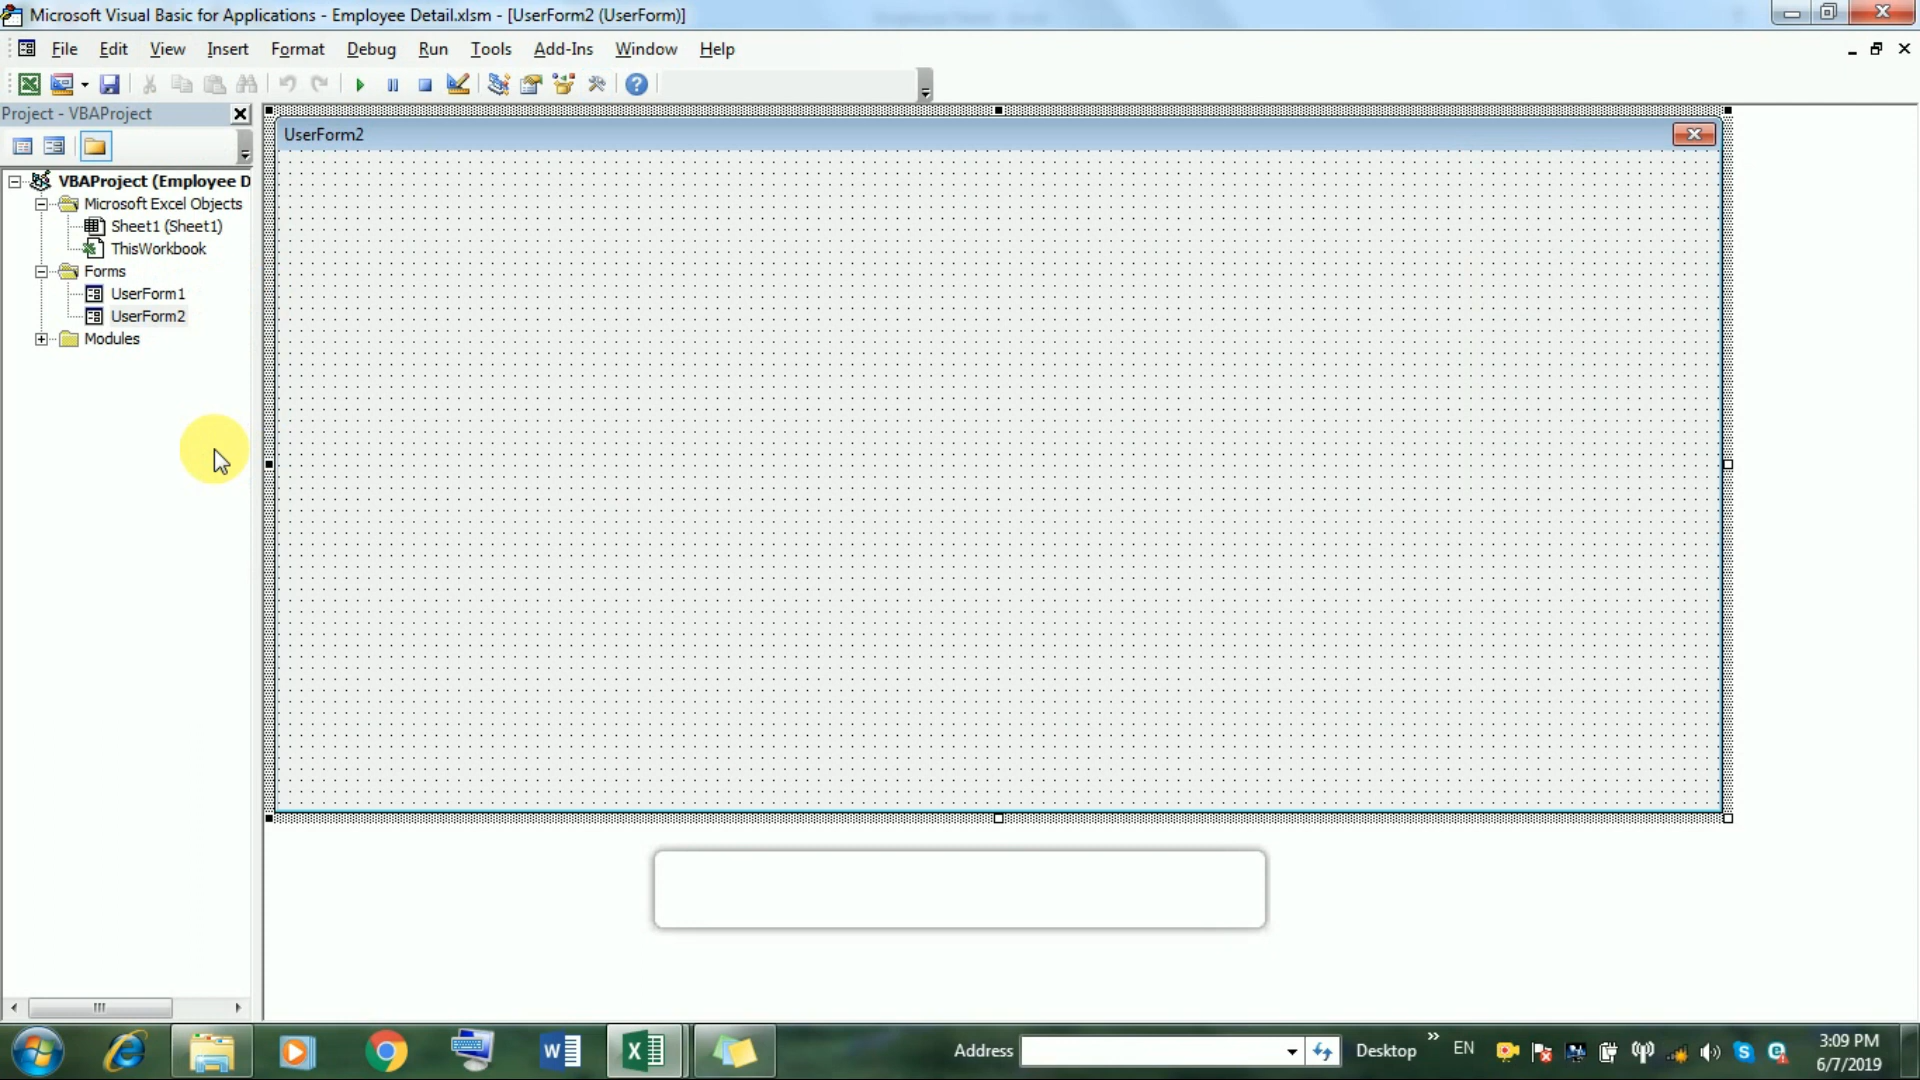 Microsoft Visual Basic for Applications - Employee Detail.xlsm - [UserForm2 (UserForm)]
File Edit View Insert Format Debug Run Tools Add-Ins Window Help
Project - VBAProject
UserForm2
VBAProject (Employee D
Microsoft Excel Objects
Sheet1 (Sheet1)
ThisWorkbook
Forms
UserForm1
UserForm2
Modules
Address Desktop » EN 3:09 PM
6/7/2019